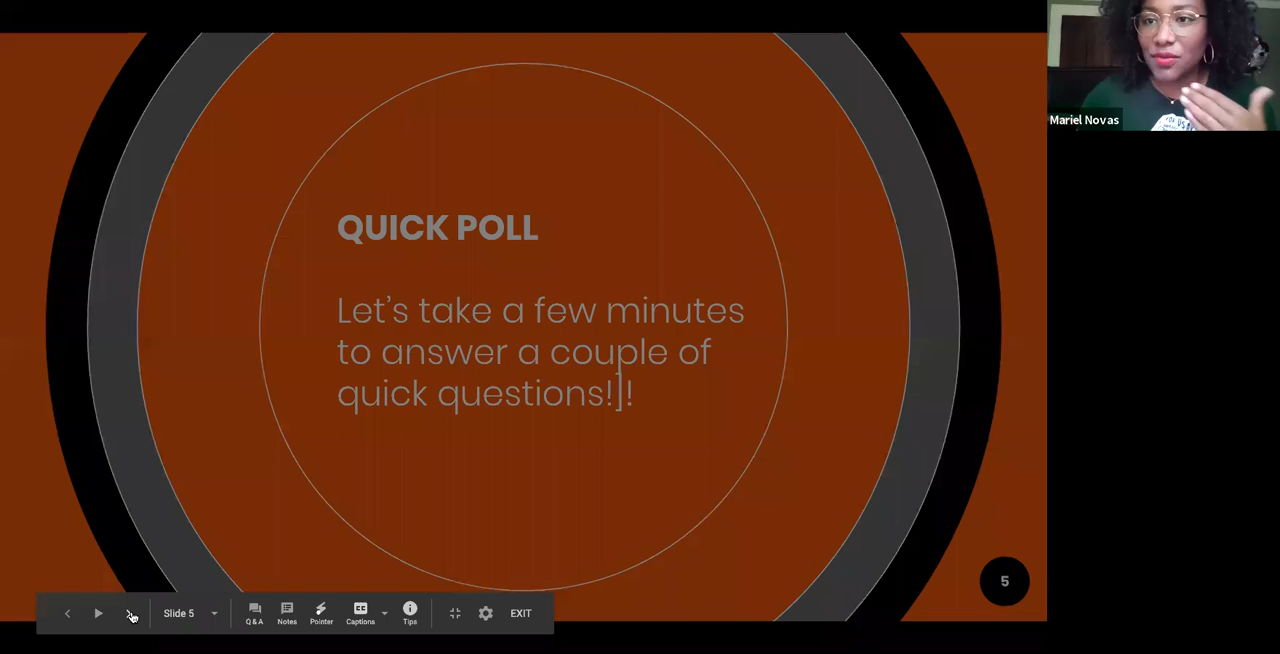 Mariel Novas
QUICK POLL
Let’s take a few minutes
to answer a couple of
quick questions!]!
5
Slide 5
Q & A
Notes
Pointer
Captions
Tips
EXIT